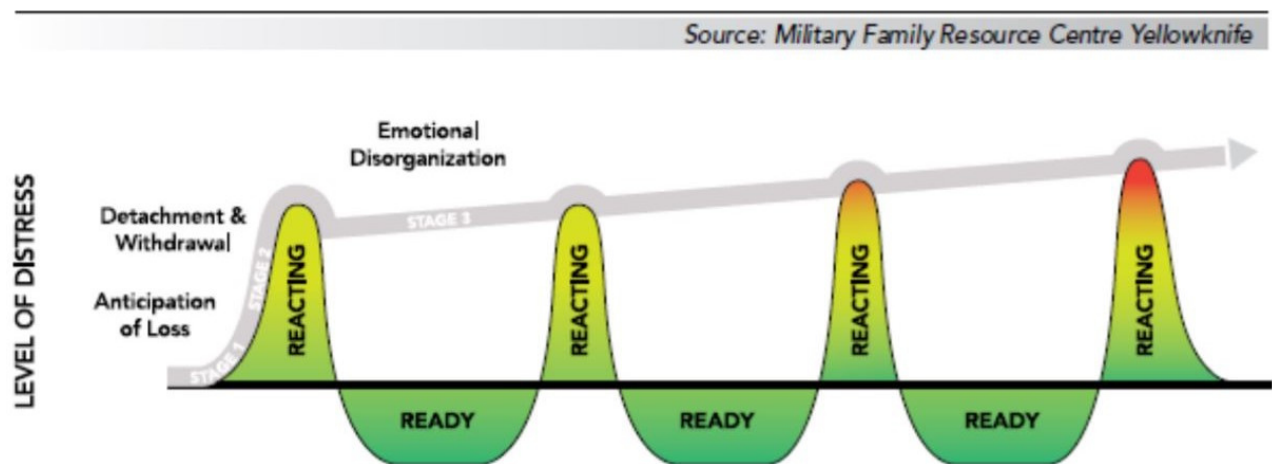 Source: Military Family Resource Centre Yellowknife
Emotional
Disorganization
Detachment &
Withdrawal
Anticipation
of Loss
LEVEL OF DISTRESS
STAGE 1
STAGE 2
STAGE 3
REACTING
REACTING
REACTING
REACTING
READY
READY
READY